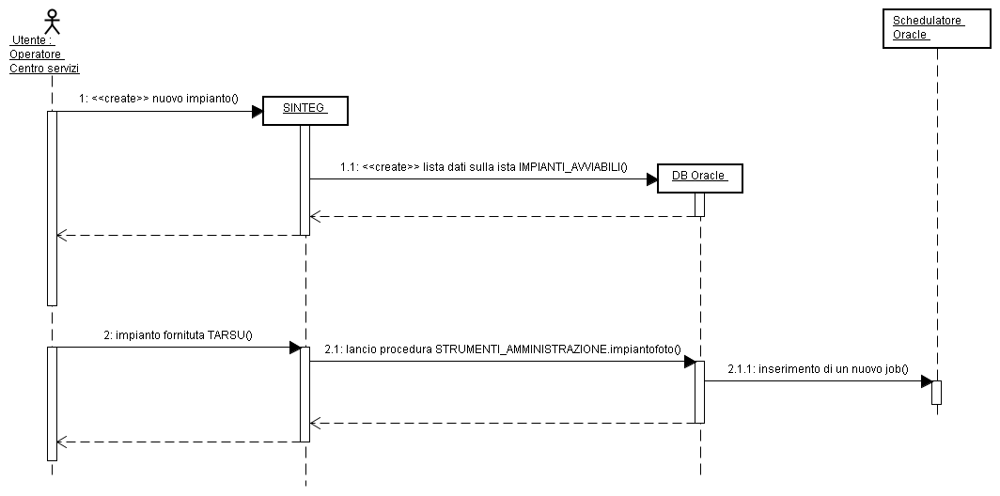 Utente :
Operatore
Centro servizi
Schedulatore
Oracle
1: <<create>> nuovo impianto()
SINTEG
1.1: <<create>> lista dati sulla ista IMPIANTI_AVVIABILI()
DB Oracle
2: impianto fornituta TARSU()
2.1: lancio procedura STRUMENTI_AMMINISTRAZIONE.impiantofoto()
2.1.1: inserimento di un nuovo job()